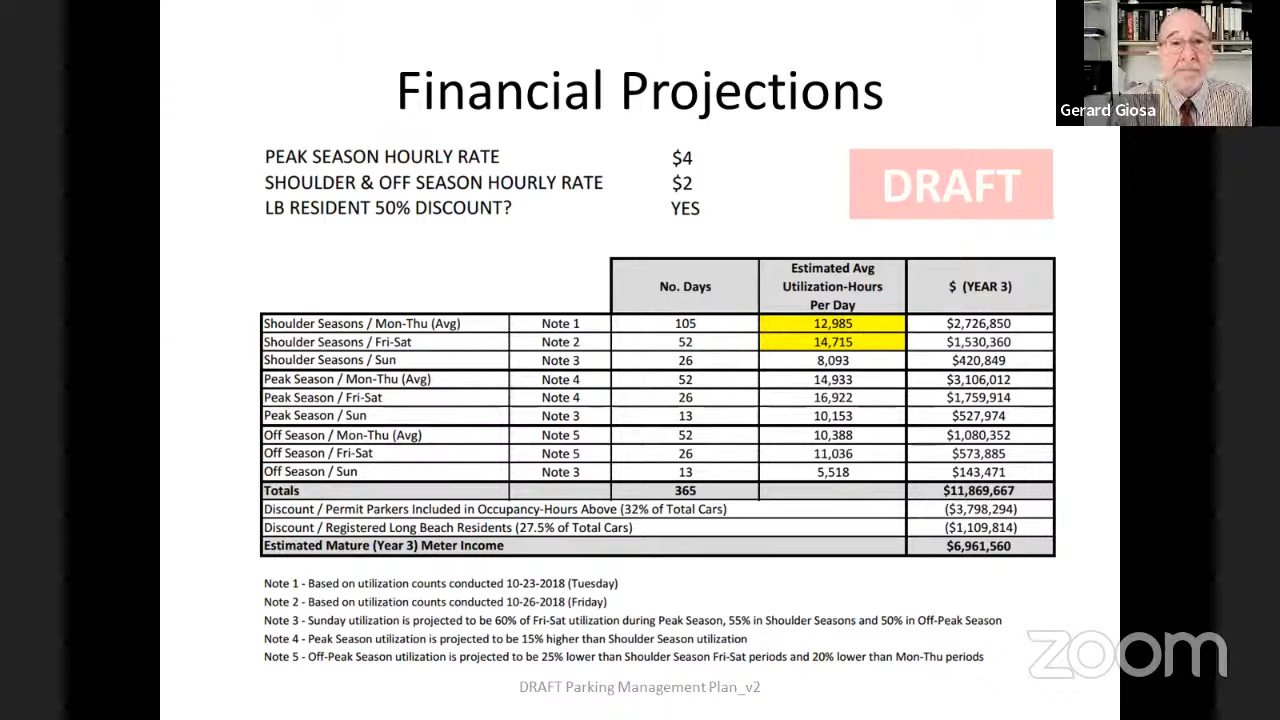 Financial Projections
Gerard Giosa
PEAK SEASON HOURLY RATE $4
SHOULDER & OFF SEASON HOURLY RATE $2
LB RESIDENT 50% DISCOUNT? YES
DRAFT
No. Days
Estimated Avg
Utilization-Hours
Per Day
$ (YEAR 3)
Shoulder Seasons / Mon-Thu (Avg) Note 1 105 12,985 $2,726,850
Shoulder Seasons / Fri-Sat Note 2 52 14,715 $1,530,360
Shoulder Seasons / Sun Note 3 26 8,093 $420,849
Peak Season / Mon-Thu (Avg) Note 4 52 14,933 $3,106,012
Peak Season / Fri-Sat Note 4 26 16,922 $1,759,914
Peak Season / Sun Note 3 13 10,153 $527,974
Off Season / Mon-Thu (Avg) Note 5 52 10,388 $1,080,352
Off Season / Fri-Sat Note 5 26 11,036 $573,885
Off Season / Sun Note 3 13 5,518 $143,471
Totals 365 $11,869,667
Discount / Permit Parkers Included in Occupancy-Hours Above (32% of Total Cars) ($3,798,294)
Discount / Registered Long Beach Residents (27.5% of Total Cars) ($1,109,814)
Estimated Mature (Year 3) Meter Income $6,961,560
Note 1 - Based on utilization counts conducted 10-23-2018 (Tuesday)
Note 2 - Based on utilization counts conducted 10-26-2018 (Friday)
Note 3 - Sunday utilization is projected to be 60% of Fri-Sat utilization during Peak Season, 55% in Shoulder Seasons and 50% in Off-Peak Season
Note 4 - Peak Season utilization is projected to be 15% higher than Shoulder Season utilization
Note 5 - Off-Peak Season utilization is projected to be 25% lower than Shoulder Season Fri-Sat periods and 20% lower than Mon-Thu periods
zoom
DRAFT Parking Management Plan_v2